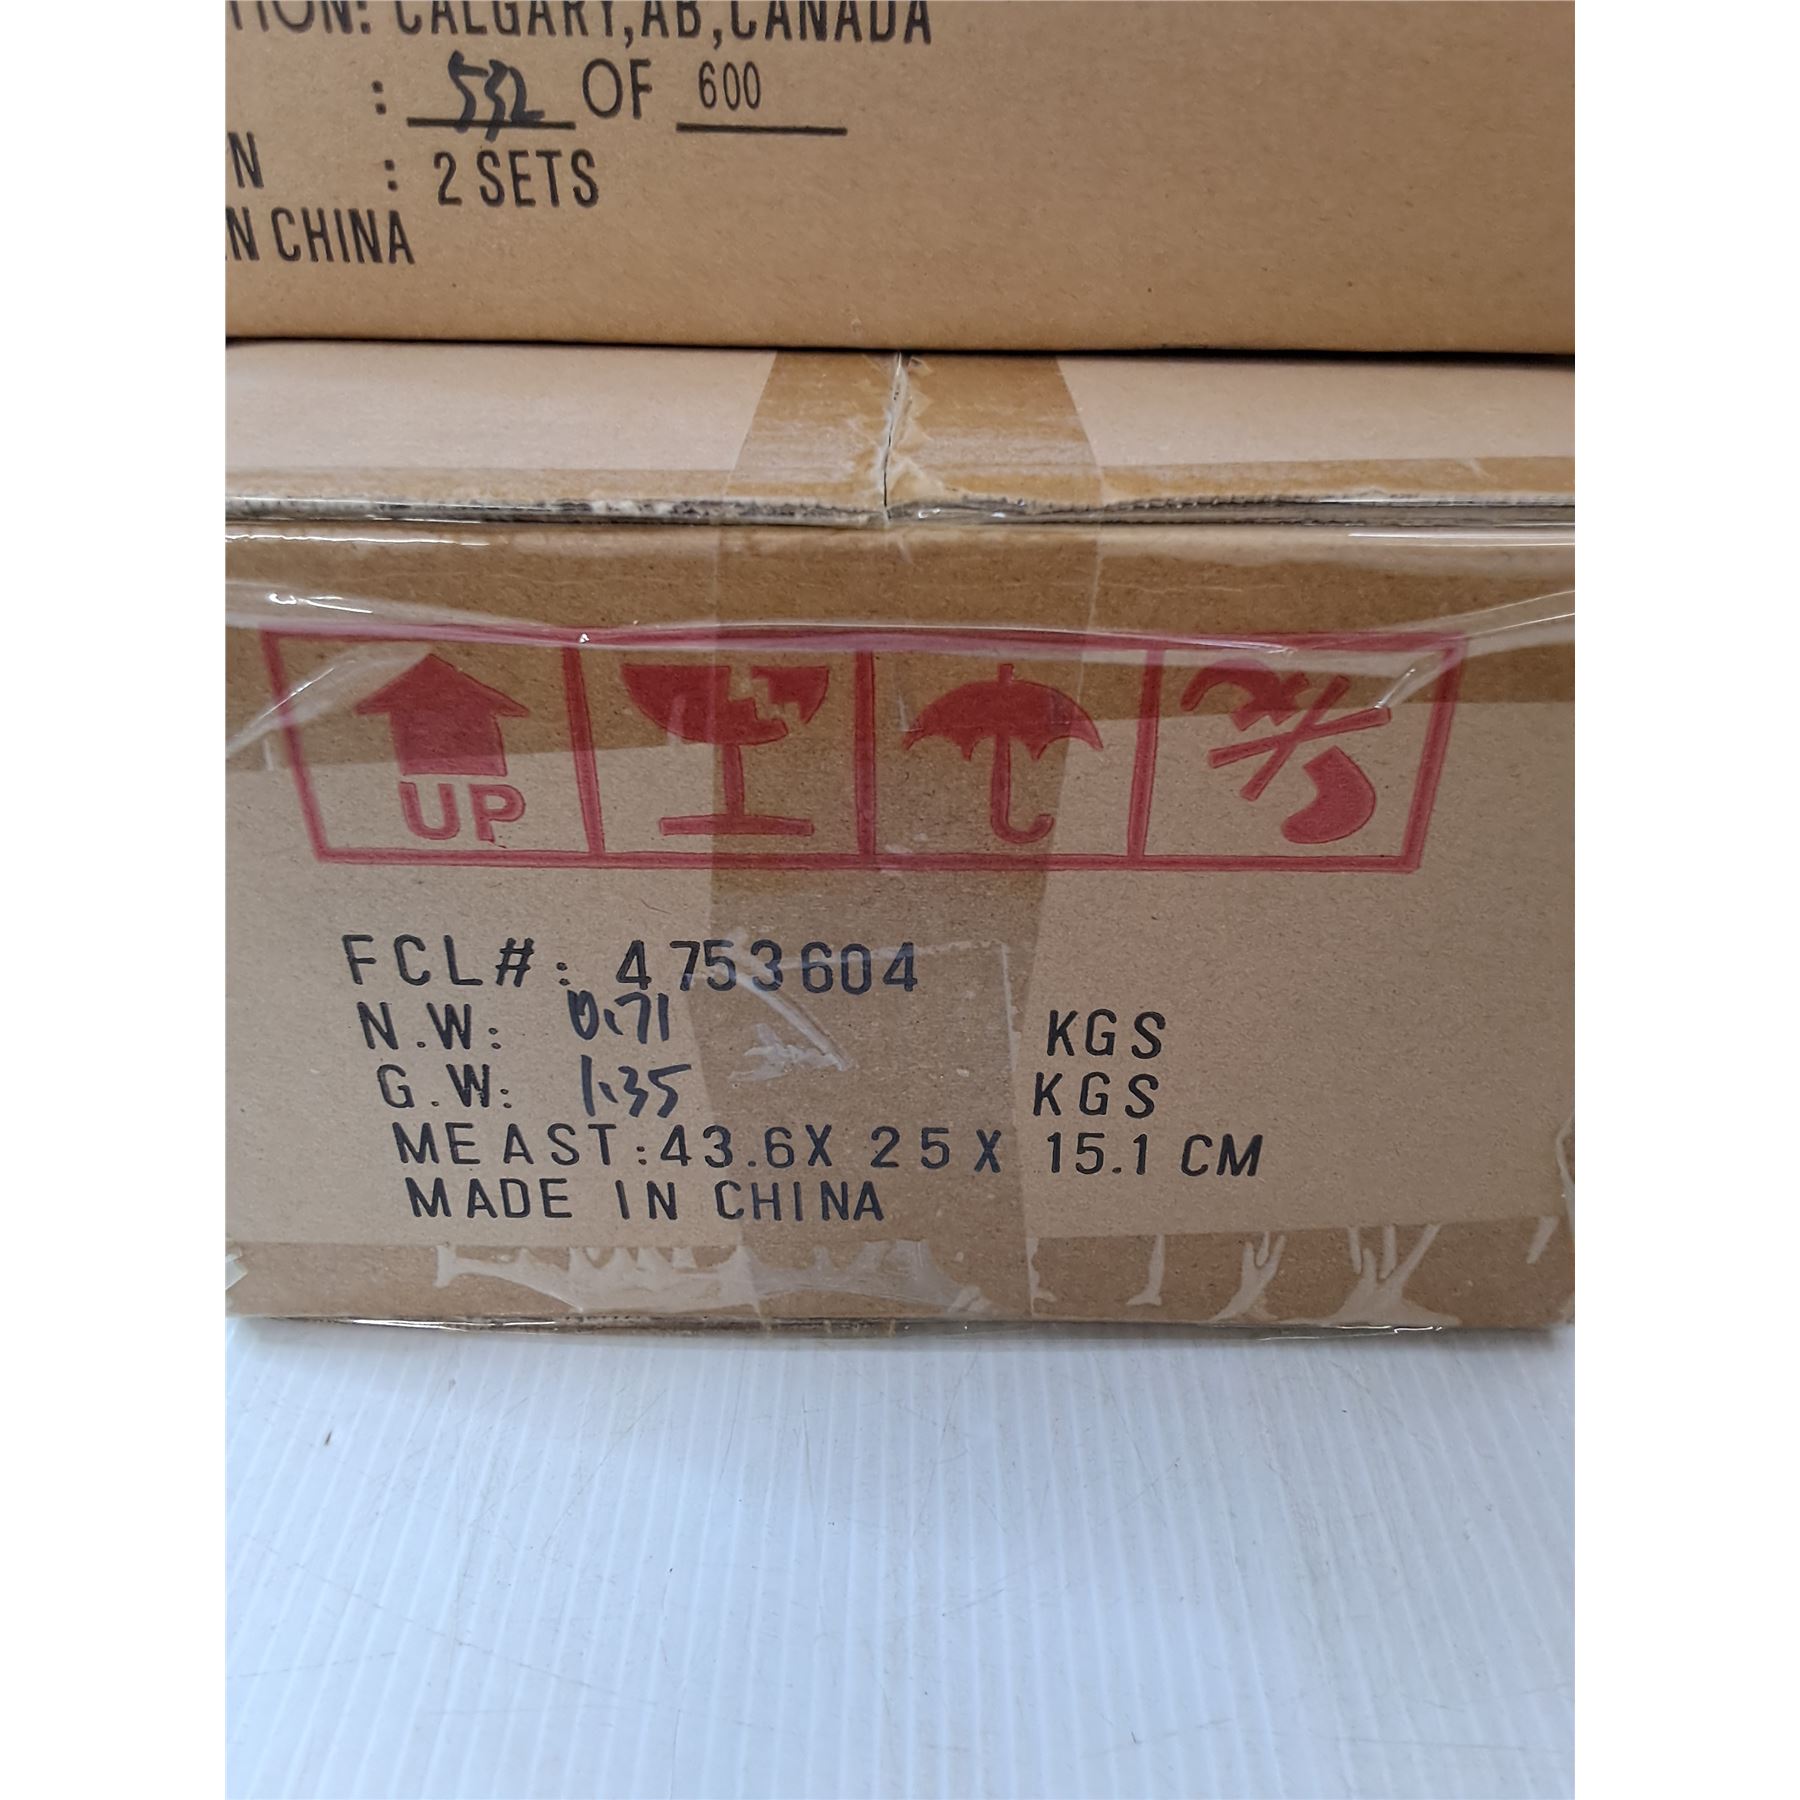 TION: CALGARY,AB,CANADA
: 532 OF 600
N : 2 SETS
IN CHINA
UP
FCL#: 4753604
N.W: 0.71 KGS
G.W: 1.35 KGS
MEAST:43.6X 25 X 15.1 CM
MADE IN CHINA